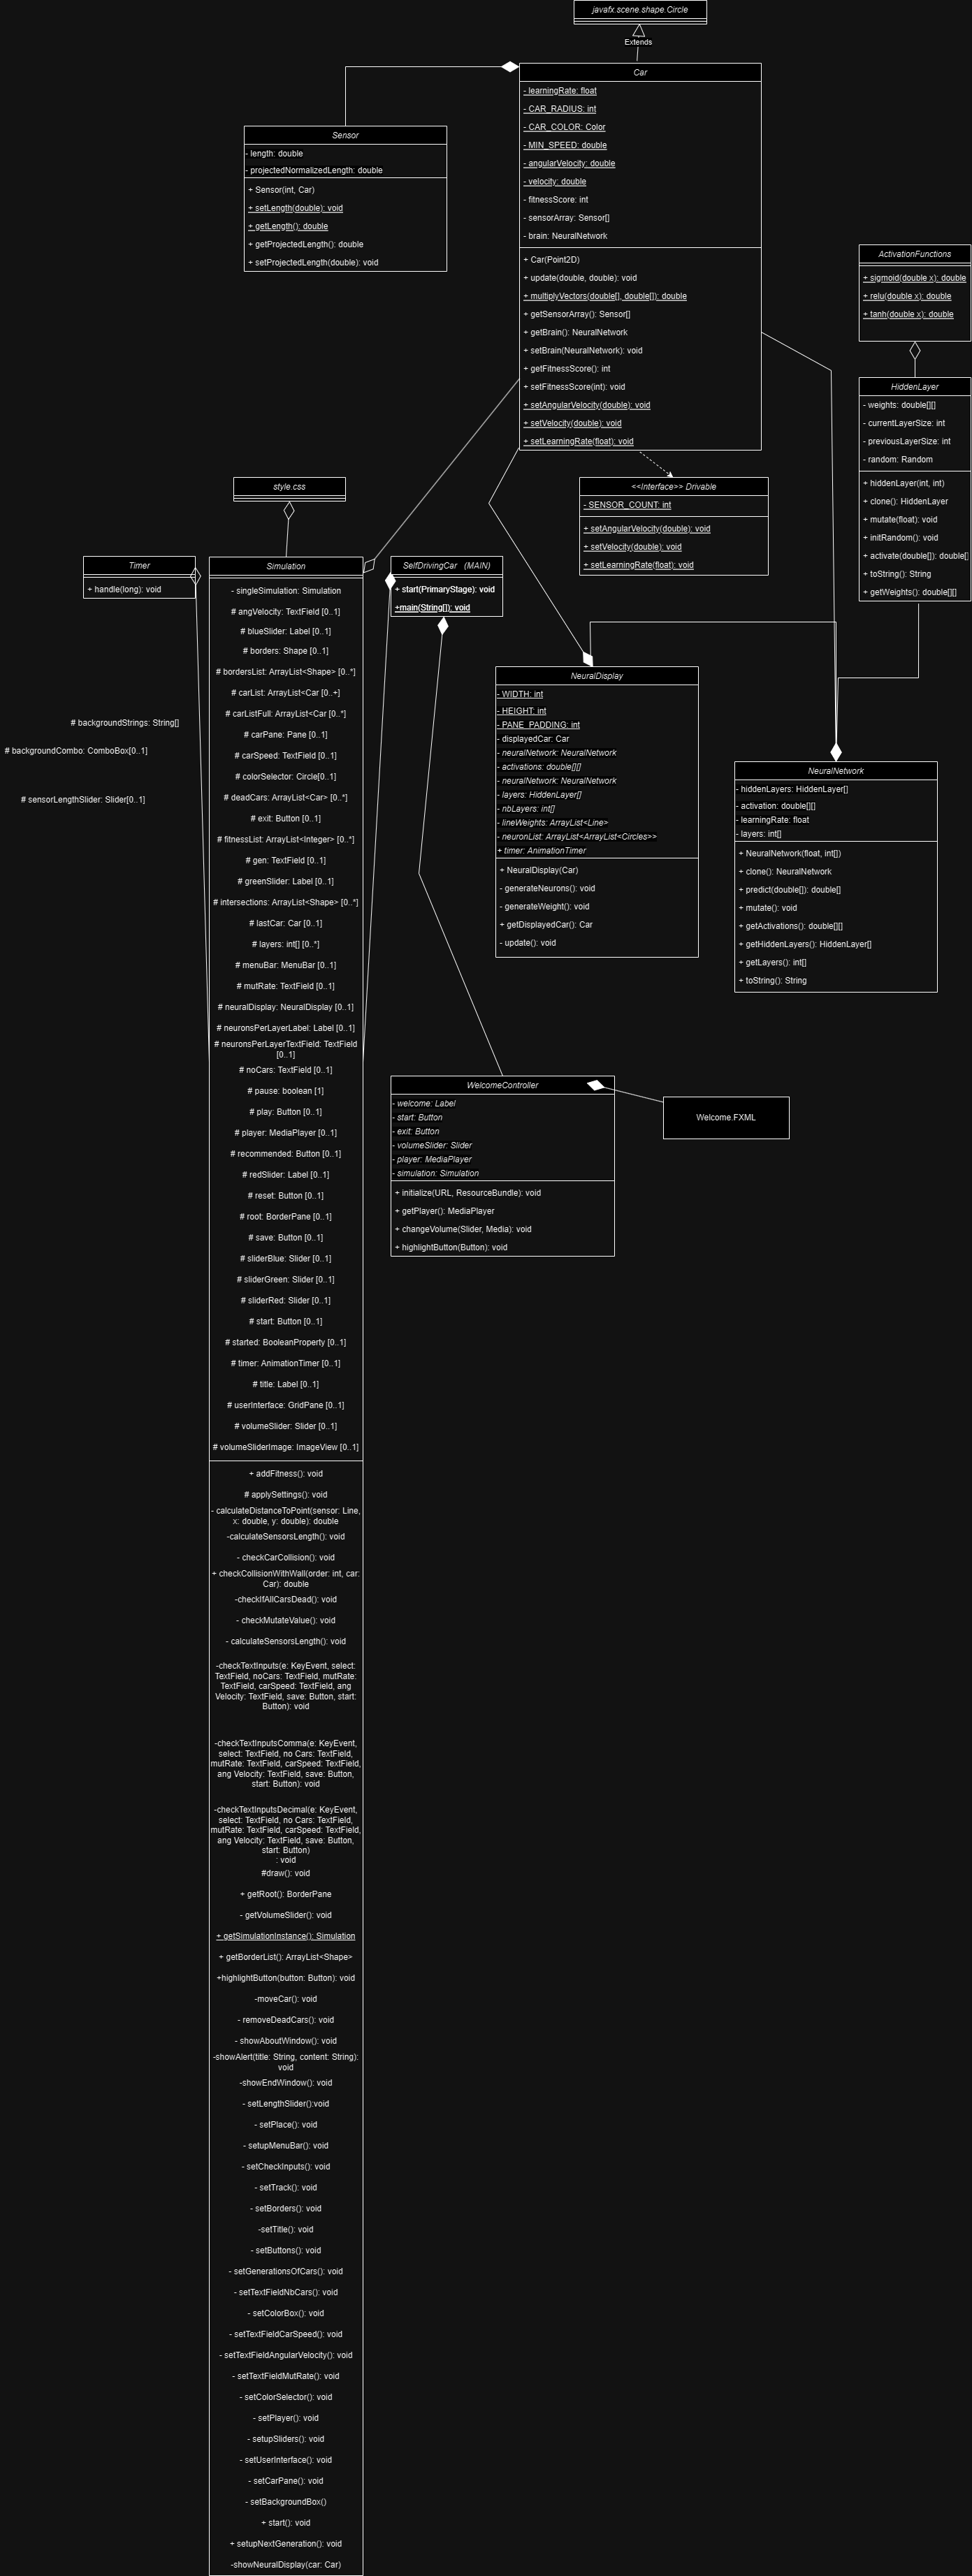 javafx.scene.shape.Circle
Extends
Car
- learningRate: float
- CAR_RADIUS: int
- CAR_COLOR: Color
- MIN_SPEED: double
- angularVelocity: double
- velocity: double
- fitnessScore: int
- sensorArray: Sensor[]
- brain: NeuralNetwork
+ Car(Point2D)
+ update(double, double): void
+ multiplyVectors(double[], double[]): double
+ getSensorArray(): Sensor[]
+ getBrain(): NeuralNetwork
+ setBrain(NeuralNetwork): void
+ getFitnessScore(): int
+ setFitnessScore(int): void
+ setAngularVelocity(double): void
+ setVelocity(double): void
+ setLearningRate(float): void
Sensor
- length: double
- projectedNormalizedLength: double
+ Sensor(int, Car)
+ setLength(double): void
+ getLength(): double
+ getProjectedLength(): double
+ setProjectedLength(double): void
ActivationFunctions
+ sigmoid(double x): double
+ relu(double x): double
+ tanh(double x): double
HiddenLayer
- weights: double[][]
- currentLayerSize: int
- previousLayerSize: int
- random: Random
+ hiddenLayer(int, int)
+ clone(): HiddenLayer
+ mutate(float): void
+ initRandom(): void
+ activate(double[]): double[]
+ toString(): String
+ getWeights(): double[][]
<<Interface>> Drivable
- SENSOR_COUNT: int
+ setAngularVelocity(double): void
+ setVelocity(double): void
+ setLearningRate(float): void
style.css
Timer
+ handle(long): void
SelfDrivingCar (MAIN)
+ start(PrimaryStage): void
+main(String[]): void
NeuralDisplay
- WIDTH: int
- HEIGHT: int
- PANE_PADDING: int
- displayedCar: Car
- neuralNetwork: NeuralNetwork
- activations: double[][]
- neuralNetwork: NeuralNetwork
- layers: HiddenLayer[]
- nbLayers: int[]
- lineWeights: ArrayList<Line>
- neuronList: ArrayList<ArrayList<Circles>>
+ timer: AnimationTimer
+ NeuralDisplay(Car)
- generateNeurons(): void
- generateWeight(): void
+ getDisplayedCar(): Car
- update(): void
NeuralNetwork
- hiddenLayers: HiddenLayer[]
- activation: double[][]
- learningRate: float
- layers: int[]
+ NeuralNetwork(float, int[])
+ clone(): NeuralNetwork
+ predict(double[]): double[]
+ mutate(): void
+ getActivations(): double[][]
+ getHiddenLayers(): HiddenLayer[]
+ getLayers(): int[]
+ toString(): String
WelcomeController
- welcome: Label
- start: Button
- exit: Button
- volumeSlider: Slider
- player: MediaPlayer
- simulation: Simulation
+ initialize(URL, ResourceBundle): void
+ getPlayer(): MediaPlayer
+ changeVolume(Slider, Media): void
+ highlightButton(Button): void
Welcome.FXML
# backgroundStrings: String[]
# backgroundCombo: ComboBox[0..1]
# sensorLengthSlider: Slider[0..1]
Simulation
- singleSimulation: Simulation
# angVelocity: TextField [0..1]
# blueSlider: Label [0..1]
# borders: Shape [0..1]
# bordersList: ArrayList<Shape> [0..*]
# carList: ArrayList<Car [0..+]
# carListFull: ArrayList<Car [0..*]
# carPane: Pane [0..1]
# carSpeed: TextField [0..1]
# colorSelector: Circle[0..1]
# deadCars: ArrayList<Car> [0..*]
# exit: Button [0..1]
# fitnessList: ArrayList<Integer> [0..*]
# gen: TextField [0..1]
# greenSlider: Label [0..1]
# intersections: ArrayList<Shape> [0..*]
# lastCar: Car [0..1]
# layers: int[] [0..*]
# menuBar: MenuBar [0..1]
# mutRate: TextField [0..1]
# neuralDisplay: NeuralDisplay [0..1]
# neuronsPerLayerLabel: Label [0..1]
# neuronsPerLayerTextField: TextField
[0..1]
# noCars: TextField [0..1]
# pause: boolean [1]
# play: Button [0..1]
# player: MediaPlayer [0..1]
# recommended: Button [0..1]
# redSlider: Label [0..1]
# reset: Button [0..1]
# root: BorderPane [0..1]
# save: Button [0..1]
# sliderBlue: Slider [0..1]
# sliderGreen: Slider [0..1]
# sliderRed: Slider [0..1]
# start: Button [0..1]
# started: BooleanProperty [0..1]
# timer: AnimationTimer [0..1]
# title: Label [0..1]
# userInterface: GridPane [0..1]
# volumeSlider: Slider [0..1]
# volumeSliderImage: ImageView [0..1]
+ addFitness(): void
# applySettings(): void
- calculateDistanceToPoint(sensor: Line,
x: double, y: double): double
-calculateSensorsLength(): void
- checkCarCollision(): void
+ checkCollisionWithWall(order: int, car:
Car): double
-checkIfAllCarsDead(): void
- checkMutateValue(): void
- calculateSensorsLength(): void
-checkTextInputs(e: KeyEvent, select:
TextField, noCars: TextField, mutRate:
TextField, carSpeed: TextField, ang
Velocity: TextField, save: Button, start:
Button): void
-checkTextInputsComma(e: KeyEvent,
select: TextField, no Cars: TextField,
mutRate: TextField, carSpeed: TextField,
ang Velocity: TextField, save: Button,
start: Button): void
-checkTextInputsDecimal(e: KeyEvent,
select: TextField, no Cars: TextField,
mutRate: TextField, carSpeed: TextField,
ang Velocity: TextField, save: Button,
start: Button)
: void
#draw(): void
+ getRoot(): BorderPane
- getVolumeSlider(): void
+ getSimulationInstance(): Simulation
+ getBorderList(): ArrayList<Shape>
+highlightButton(button: Button): void
-moveCar(): void
- removeDeadCars(): void
- showAboutWindow(): void
-showAlert(title: String, content: String):
void
-showEndWindow(): void
- setLengthSlider():void
- setPlace(): void
- setupMenuBar(): void
- setCheckInputs(): void
- setTrack(): void
- setBorders(): void
-setTitle(): void
- setButtons(): void
- setGenerationsOfCars(): void
- setTextFieldNbCars(): void
- setColorBox(): void
- setTextFieldCarSpeed(): void
- setTextFieldAngularVelocity(): void
- setTextFieldMutRate(): void
- setColorSelector(): void
- setPlayer(): void
- setupSliders(): void
- setUserInterface(): void
- setCarPane(): void
- setBackgroundBox()
+ start(): void
+ setupNextGeneration(): void
-showNeuralDisplay(car: Car)